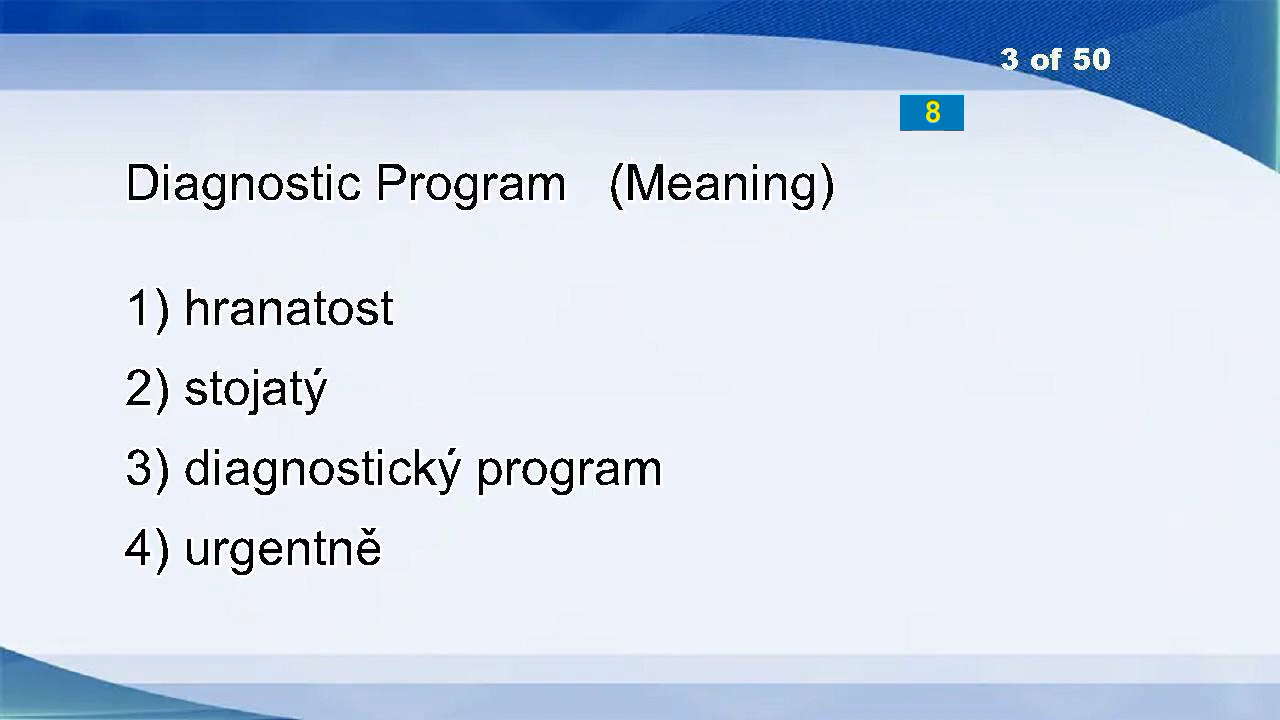 3 of 50
8
Diagnostic Program (Meaning)
1) hranatost
2) stojatý
3) diagnostický program
4) urgentně